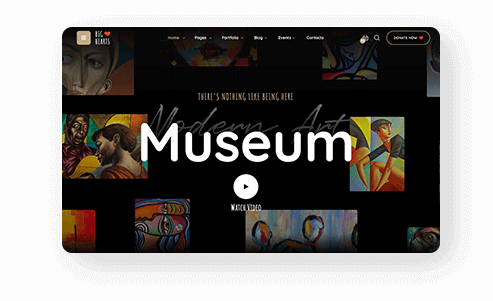 BIG
HEARTS
Home Pages Portfolio Blog Events Contacts
DONATE NOW
THERE'S NOTHING LIKE BEING HERE
Modern Art
Museum
WATCH VIDEO